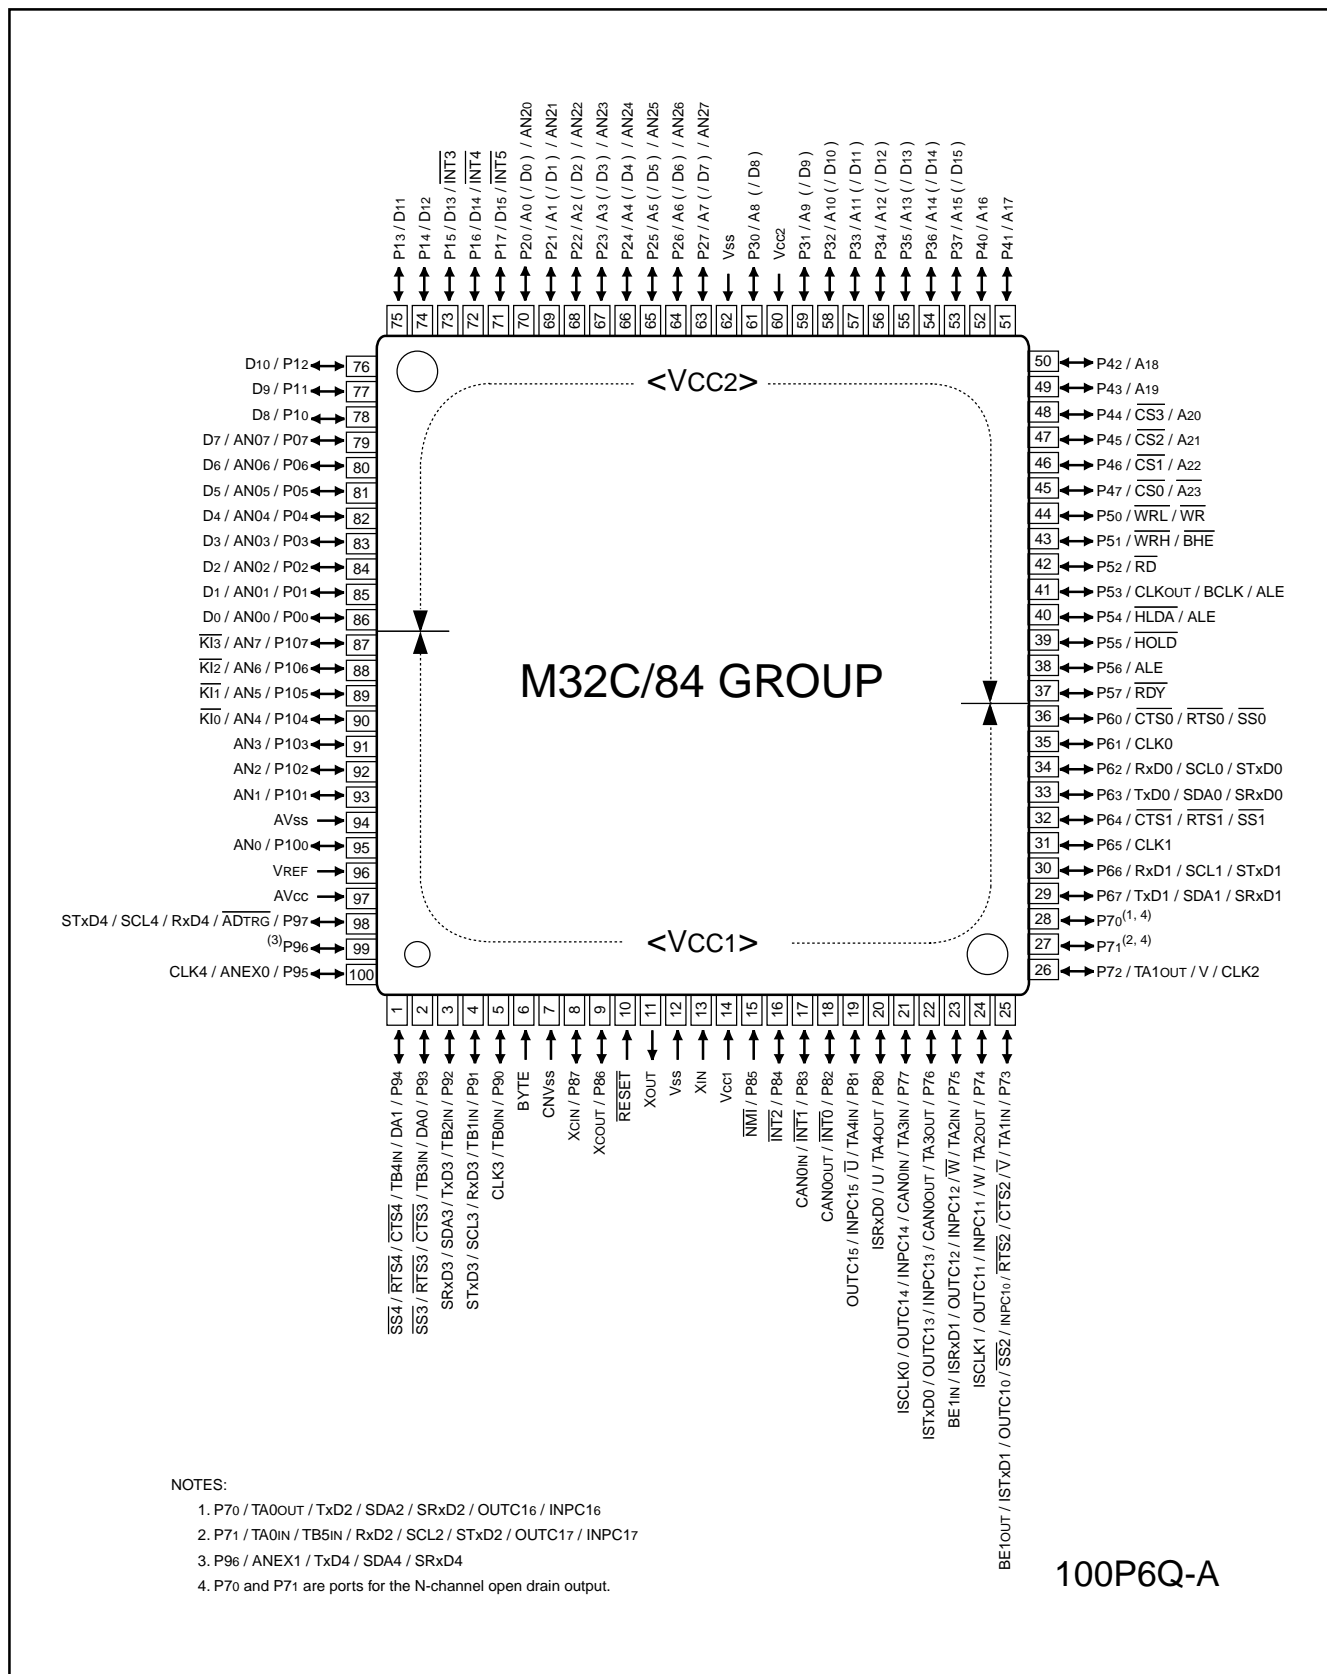 P13 / D11
P14 / D12
P15 / D13 / INT3
P16 / D14 / INT4
P17 / D15 / INT5
P20 / A0 ( / D0 ) / AN20
P21 / A1 ( / D1 ) / AN21
P22 / A2 ( / D2 ) / AN22
P23 / A3 ( / D3 ) / AN23
P24 / A4 ( / D4 ) / AN24
P25 / A5 ( / D5 ) / AN25
P26 / A6 ( / D6 ) / AN26
P27 / A7 ( / D7 ) / AN27
Vss
P30 / A8 ( / D8 )
Vcc2
P31 / A9 ( / D9 )
P32 / A10 ( / D10 )
P33 / A11 ( / D11 )
P34 / A12 ( / D12 )
P35 / A13 ( / D13 )
P36 / A14 ( / D14 )
P37 / A15 ( / D15 )
P40 / A16
P41 / A17
75 74 73 72 71 70 69 68 67 66 65 64 63 62 61 60 59 58 57 56 55 54 53 52 51
D10 / P12 76
D9 / P11 77
D8 / P10 78
D7 / AN07 / P07 79
D6 / AN06 / P06 80
D5 / AN05 / P05 81
D4 / AN04 / P04 82
D3 / AN03 / P03 83
D2 / AN02 / P02 84
D1 / AN01 / P01 85
D0 / AN00 / P00 86
KI3 / AN7 / P107 87
KI2 / AN6 / P106 88
KI1 / AN5 / P105 89
KI0 / AN4 / P104 90
AN3 / P103 91
AN2 / P102 92
AN1 / P101 93
AVss 94
AN0 / P100 95
VREF 96
AVcc 97
STxD4 / SCL4 / RxD4 / ADTRG / P97 98
(3)P96 99
CLK4 / ANEX0 / P95 100
<VCC2>
M32C/84 GROUP
<VCC1>
50 P42 / A18
49 P43 / A19
48 P44 / CS3 / A20
47 P45 / CS2 / A21
46 P46 / CS1 / A22
45 P47 / CS0 / A23
44 P50 / WRL / WR
43 P51 / WRH / BHE
42 P52 / RD
41 P53 / CLKOUT / BCLK / ALE
40 P54 / HLDA / ALE
39 P55 / HOLD
38 P56 / ALE
37 P57 / RDY
36 P60 / CTS0 / RTS0 / SS0
35 P61 / CLK0
34 P62 / RxD0 / SCL0 / STxD0
33 P63 / TxD0 / SDA0 / SRxD0
32 P64 / CTS1 / RTS1 / SS1
31 P65 / CLK1
30 P66 / RxD1 / SCL1 / STxD1
29 P67 / TxD1 / SDA1 / SRxD1
28 P70(1, 4)
27 P71(2, 4)
26 P72 / TA1OUT / V / CLK2
1 2 3 4 5 6 7 8 9 10 11 12 13 14 15 16 17 18 19 20 21 22 23 24 25
SS4 / RTS4 / CTS4 / TB4IN / DA1 / P94
SS3 / RTS3 / CTS3 / TB3IN / DA0 / P93
SRxD3 / SDA3 / TxD3 / TB2IN / P92
STxD3 / SCL3 / RxD3 / TB1IN / P91
CLK3 / TB0IN / P90
BYTE
CNVss
XCIN / P87
XCOUT / P86
RESET
XOUT
Vss
XIN
Vcc1
NMI / P85
INT2 / P84
CAN0IN / INT1 / P83
CAN0OUT / INT0 / P82
OUTC15 / INPC15 / U / TA4IN / P81
ISRxD0 / U / TA4OUT / P80
ISCLK0 / OUTC14 / INPC14 / CAN0IN / TA3IN / P77
ISTxD0 / OUTC13 / INPC13 / CAN0OUT / TA3OUT / P76
BE1IN / ISRxD1 / OUTC12 / INPC12 / W / TA2IN / P75
ISCLK1 / OUTC11 / INPC11 / W / TA2OUT / P74
BE1OUT / ISTxD1 / OUTC10 / SS2 / INPC10 / RTS2 / CTS2 / V / TA1IN / P73
NOTES:
1. P70 / TA0OUT / TxD2 / SDA2 / SRxD2 / OUTC16 / INPC16
2. P71 / TA0IN / TB5IN / RxD2 / SCL2 / STxD2 / OUTC17 / INPC17
3. P96 / ANEX1 / TxD4 / SDA4 / SRxD4
4. P70 and P71 are ports for the N-channel open drain output.
100P6Q-A